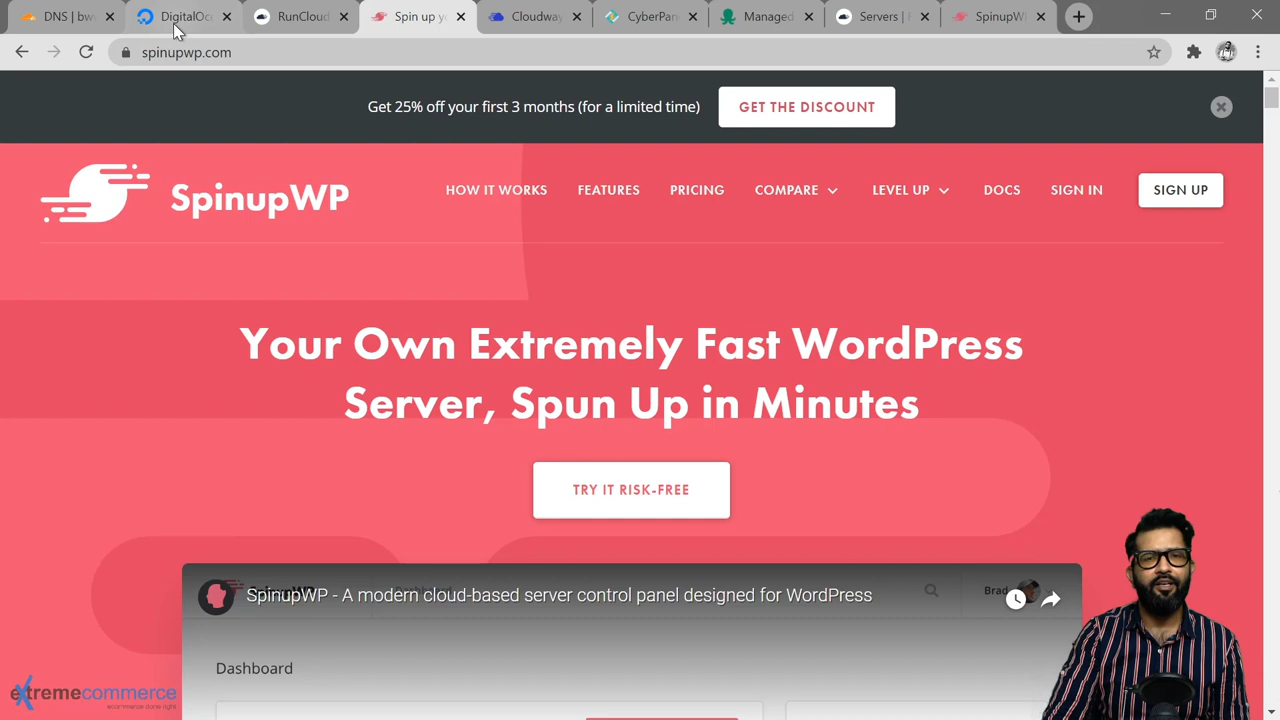 DNS | bw
DigitalOc
RunCloud
Spin up y
Cloudway
CyberPan
Managed
Servers |
SpinupW
spinupwp.com
Get 25% off your first 3 months (for a limited time)
GET THE DISCOUNT
SpinupWP
HOW IT WORKS
FEATURES
PRICING
COMPARE
LEVEL UP
DOCS
SIGN IN
SIGN UP
Your Own Extremely Fast WordPress
Server, Spun Up in Minutes
TRY IT RISK-FREE
SpinupWP - A modern cloud-based server control panel designed for WordPress
Brad
Dashboard
extremecommerce
ecommerce done right